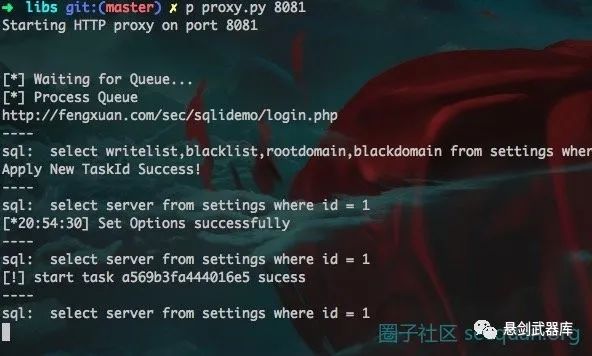 ➜ libs git:(master) ✗ p proxy.py 8081
Starting HTTP proxy on port 8081
[*] Waiting for Queue...
[*] Process Queue
http://fengxuan.com/sec/sqlidemo/login.php
----
sql:  select writelist,blacklist,rootdomain,blackdomain from settings wher
Apply New TaskId Success!
----
sql:  select server from settings where id = 1
[*20:54:30] Set Options successfully
----
sql:  select server from settings where id = 1
[!] start task a569b3fa444016e5 sucess
----
sql:  select server from settings where id = 1
圈子社区 secquan.org
悬剑武器库